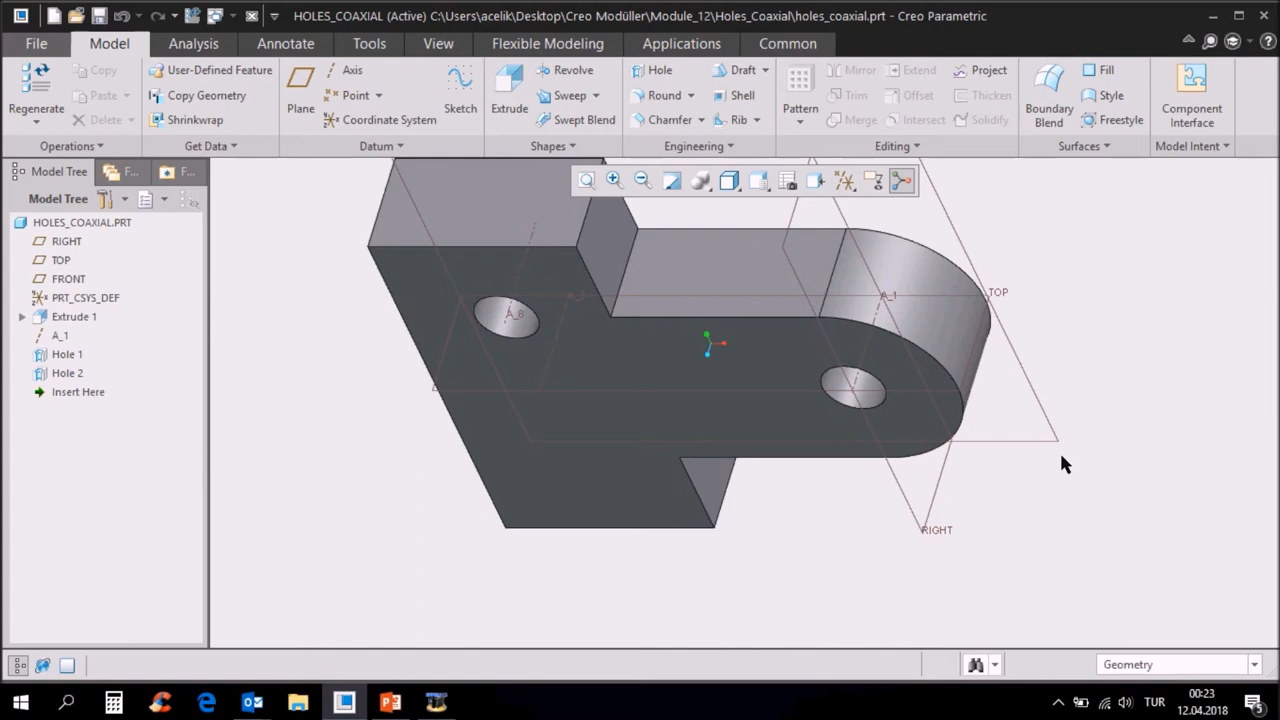 HOLES_COAXIAL (Active) C:\Users\acelik\Desktop\Creo Modüller\Module_12\Holes_Coaxial\holes_coaxial.prt - Creo Parametric
File Model Analysis Annotate Tools View Flexible Modeling Applications Common
Regenerate
Copy
Paste
Delete
Operations
User-Defined Feature
Copy Geometry
Shrinkwrap
Get Data
Plane
Axis
Point
Coordinate System
Sketch
Datum
Extrude
Revolve
Sweep
Swept Blend
Shapes
Hole
Round
Chamfer
Draft
Shell
Rib
Engineering
Pattern
Mirror
Trim
Merge
Extend
Offset
Intersect
Project
Thicken
Solidify
Editing
Boundary
Blend
Fill
Style
Freestyle
Surfaces
Component
Interface
Model Intent
Model Tree F... F...
Model Tree
HOLES_COAXIAL.PRT
RIGHT
TOP
FRONT
PRT_CSYS_DEF
Extrude 1
A_1
Hole 1
Hole 2
Insert Here
A_1
TOP
A_8
RIGHT
Geometry
TUR
00:23
12.04.2018
5